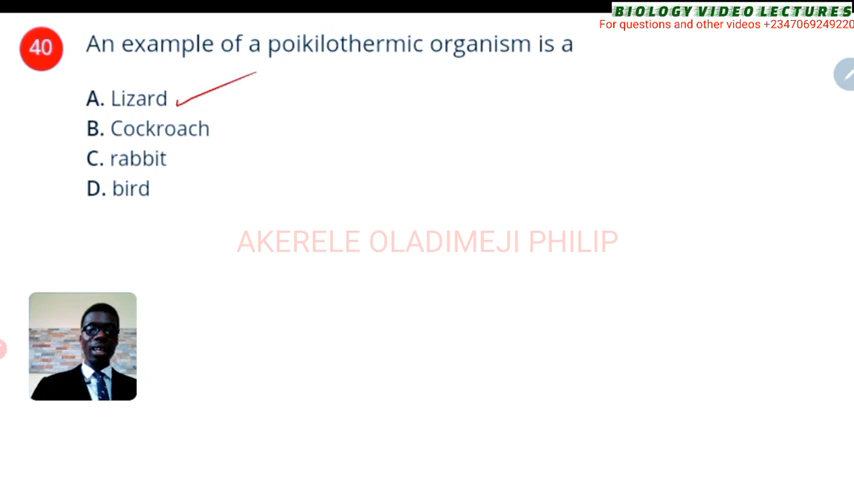 BIOLOGY VIDEO LECTURES
For questions and other videos +2347069249220
40 An example of a poikilothermic organism is a
A. Lizard
B. Cockroach
C. rabbit
D. bird
AKERELE OLADIMEJI PHILIP